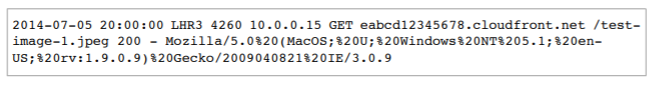 2014-07-05 20:00:00 LHR3 4260 10.0.0.15 GET eabcd12345678.cloudfront.net /test-
image-1.jpeg 200 - Mozilla/5.0%20(MacOS;%20U;%20Windows%20NT%205.1;%20en-
US;%20rv:1.9.0.9)%20Gecko/2009040821%20IE/3.0.9